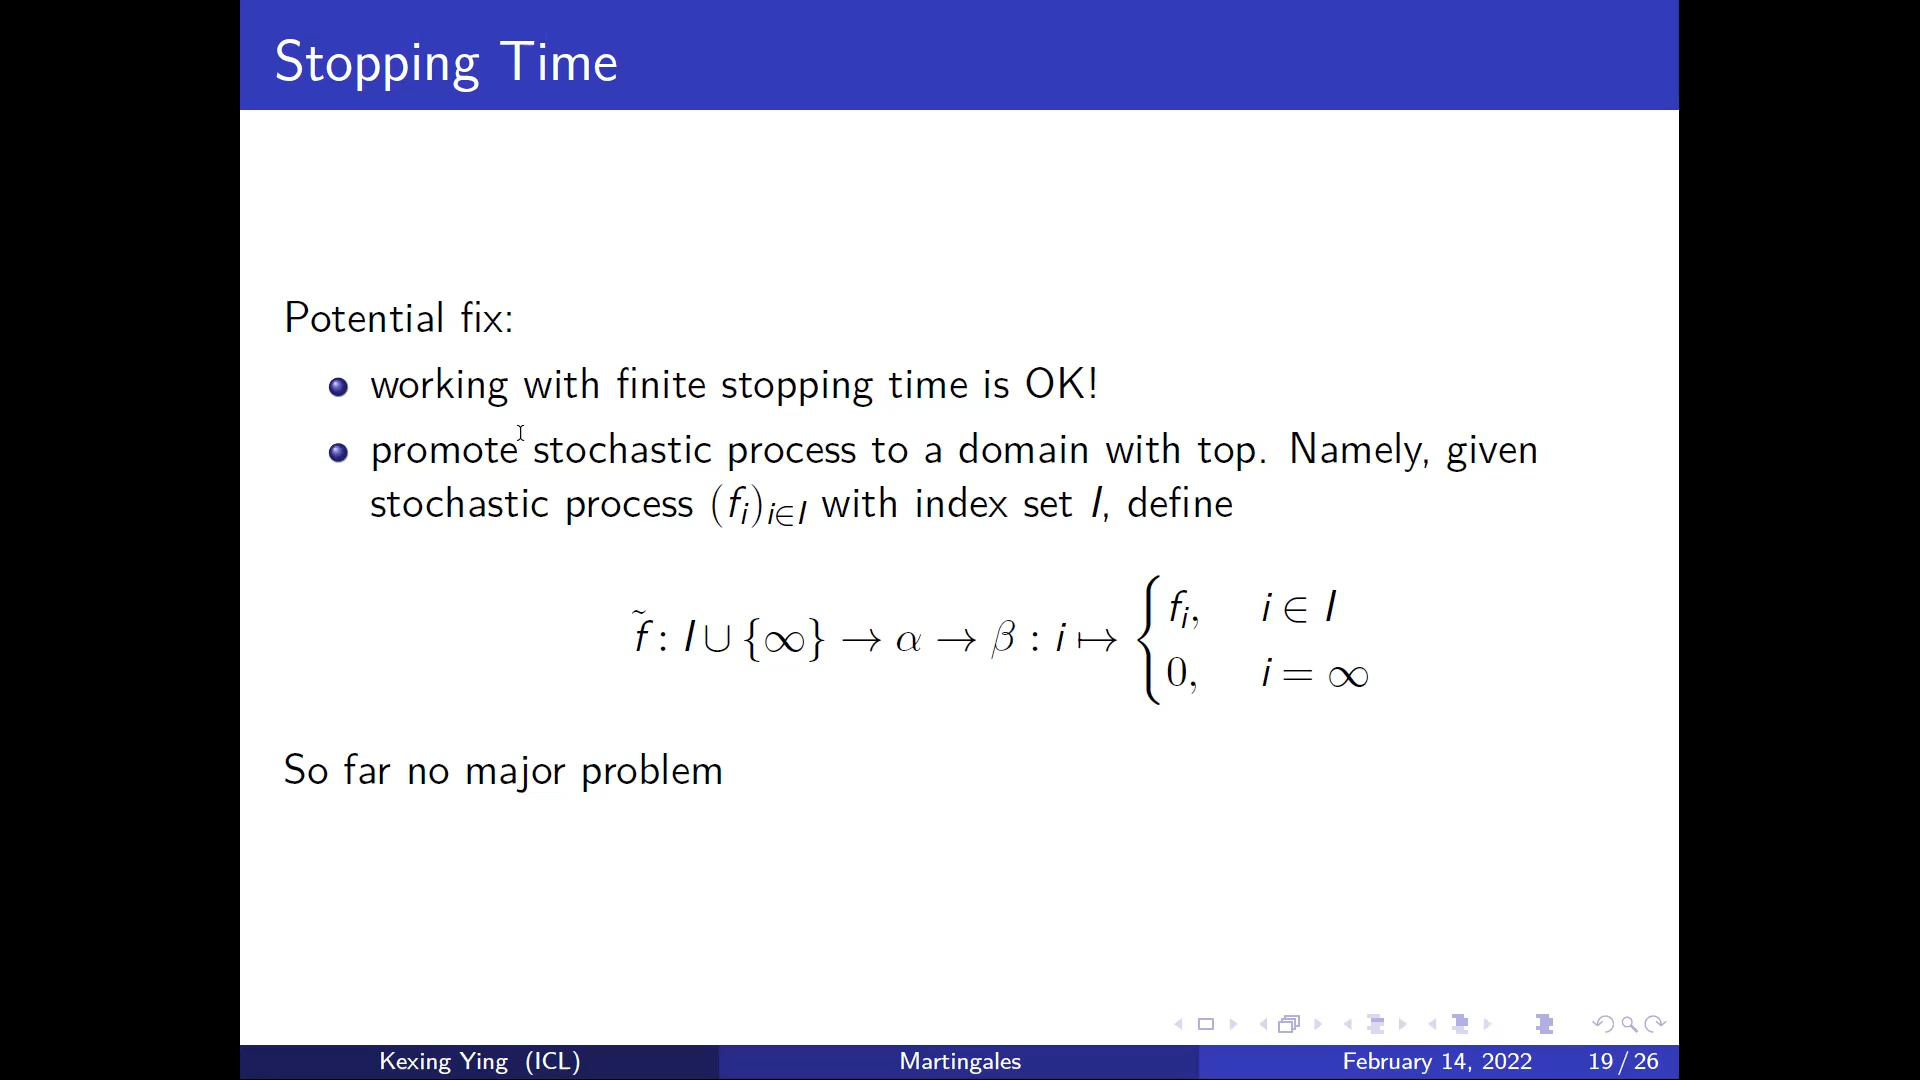 Stopping Time
Potential fix:
working with finite stopping time is OK!
promote stochastic process to a domain with top. Namely, given
stochastic process (f_i)_{i∈I} with index set I, define
f̃ : I ∪ {∞} → α → β : i ↦ { f_i, i ∈ I
0, i = ∞
So far no major problem
Kexing Ying (ICL) Martingales February 14, 2022 19 / 26